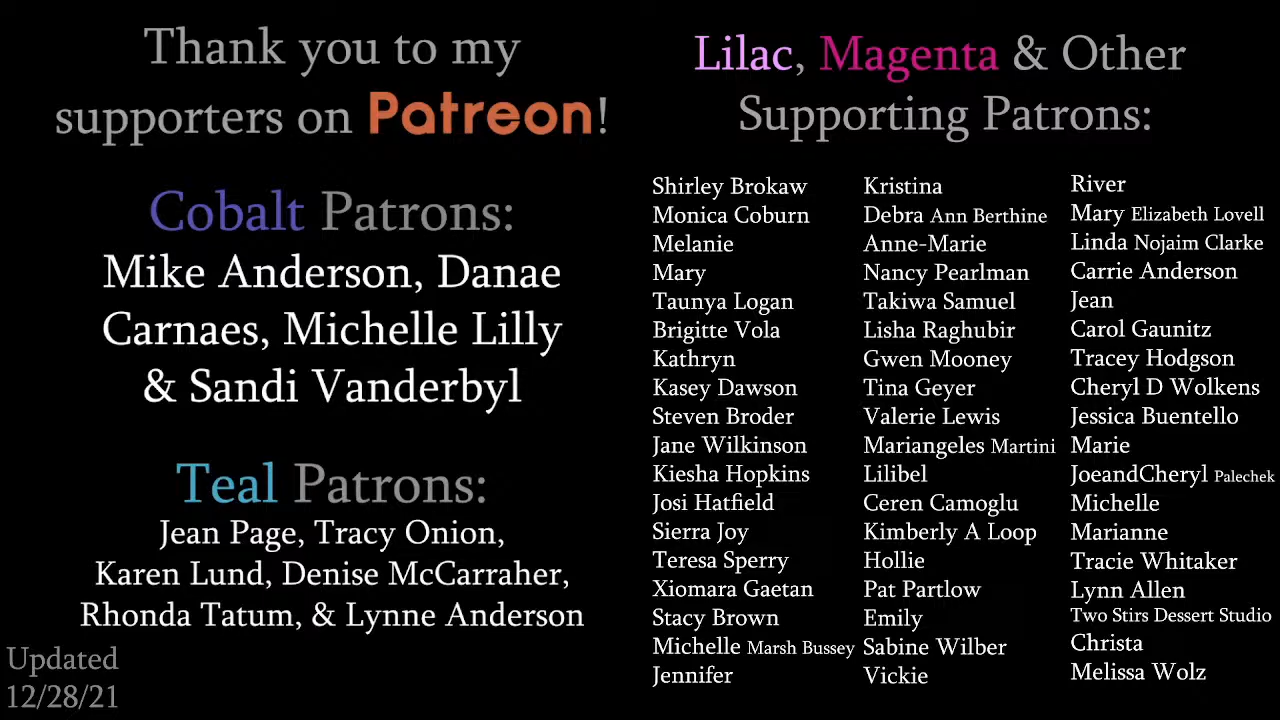 Thank you to my
supporters on Patreon!
Cobalt Patrons:
Mike Anderson, Danae
Carnaes, Michelle Lilly
& Sandi Vanderbyl
Teal Patrons:
Jean Page, Tracy Onion,
Karen Lund, Denise McCarraher,
Rhonda Tatum, & Lynne Anderson
Updated
12/28/21
Lilac, Magenta & Other
Supporting Patrons:
Shirley Brokaw
Monica Coburn
Melanie
Mary
Taunya Logan
Brigitte Vola
Kathryn
Kasey Dawson
Steven Broder
Jane Wilkinson
Kiesha Hopkins
Josi Hatfield
Sierra Joy
Teresa Sperry
Xiomara Gaetan
Stacy Brown
Michelle Marsh Bussey
Jennifer
Kristina
Debra Ann Berthine
Anne-Marie
Nancy Pearlman
Takiwa Samuel
Lisha Raghubir
Gwen Mooney
Tina Geyer
Valerie Lewis
Mariangeles Martini
Lilibel
Ceren Camoglu
Kimberly A Loop
Hollie
Pat Partlow
Emily
Sabine Wilber
Vickie
River
Mary Elizabeth Lovell
Linda Nojaim Clarke
Carrie Anderson
Jean
Carol Gaunitz
Tracey Hodgson
Cheryl D Wolkens
Jessica Buentello
Marie
JoeandCheryl Palechek
Michelle
Marianne
Tracie Whitaker
Lynn Allen
Two Stirs Dessert Studio
Christa
Melissa Wolz